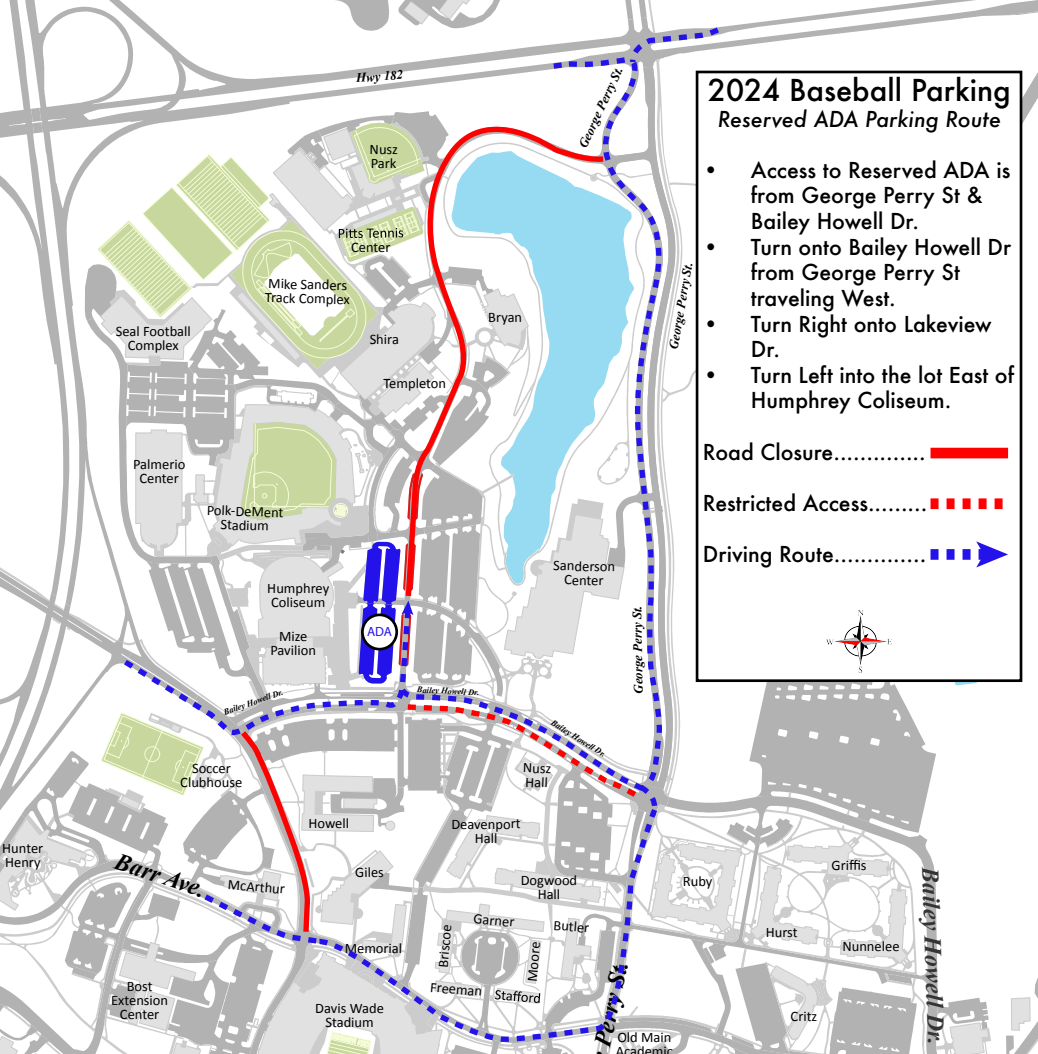 Hwy 182
George Perry St.
2024 Baseball Parking
Reserved ADA Parking Route
• Access to Reserved ADA is
from George Perry St &
Bailey Howell Dr.
• Turn onto Bailey Howell Dr
from George Perry St
traveling West.
• Turn Right onto Lakeview
Dr.
• Turn Left into the lot East of
Humphrey Coliseum.
Road Closure..............
Restricted Access.........
Driving Route..............
N
W
E
S
Nusz
Park
Pitts Tennis
Center
Mike Sanders
Track Complex
George Perry St.
Seal Football
Complex
Bryan
Shira
Templeton
Palmerio
Center
Polk-DeMent
Stadium
Sanderson
Center
Humphrey
Coliseum
ADA
Mize
Pavilion
George Perry St.
Bailey Howell Dr.
Bailey Howell Dr.
Bailey Howell Dr.
Soccer
Clubhouse
Nusz
Hall
Howell
Deavenport
Hall
Hunter
Henry
Barr Ave.
McArthur
Giles
Dogwood
Hall
Ruby
Griffis
Bailey Howell Dr.
Garner
Butler
Briscoe
Moore
Hurst
Nunnelee
Memorial
Freeman
Stafford
Bost
Extension
Center
Davis Wade
Stadium
Perry St.
Critz
Old Main
Academic